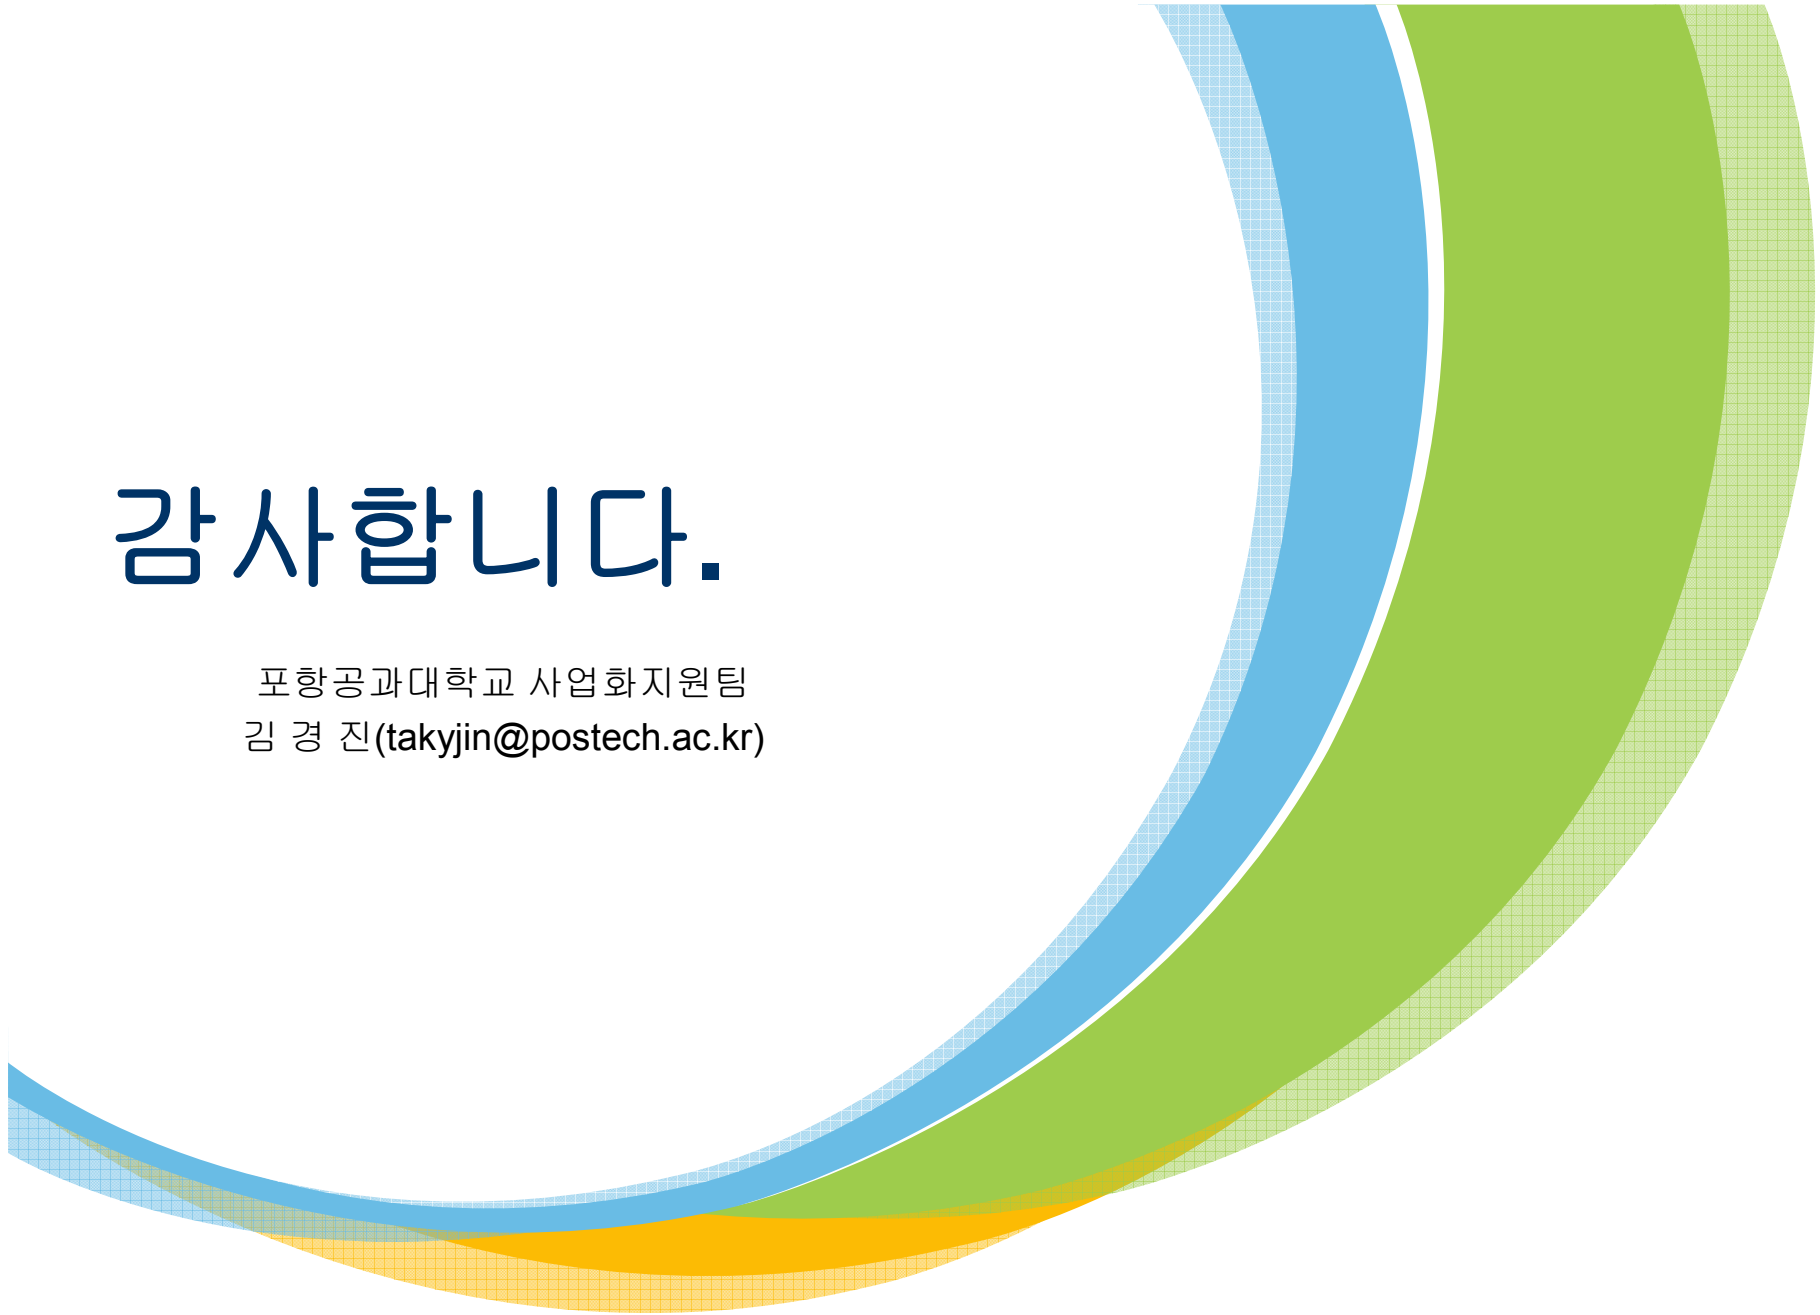 감사합니다.
포항공과대학교 사업화지원팀
김 경 진(takyjin@postech.ac.kr)